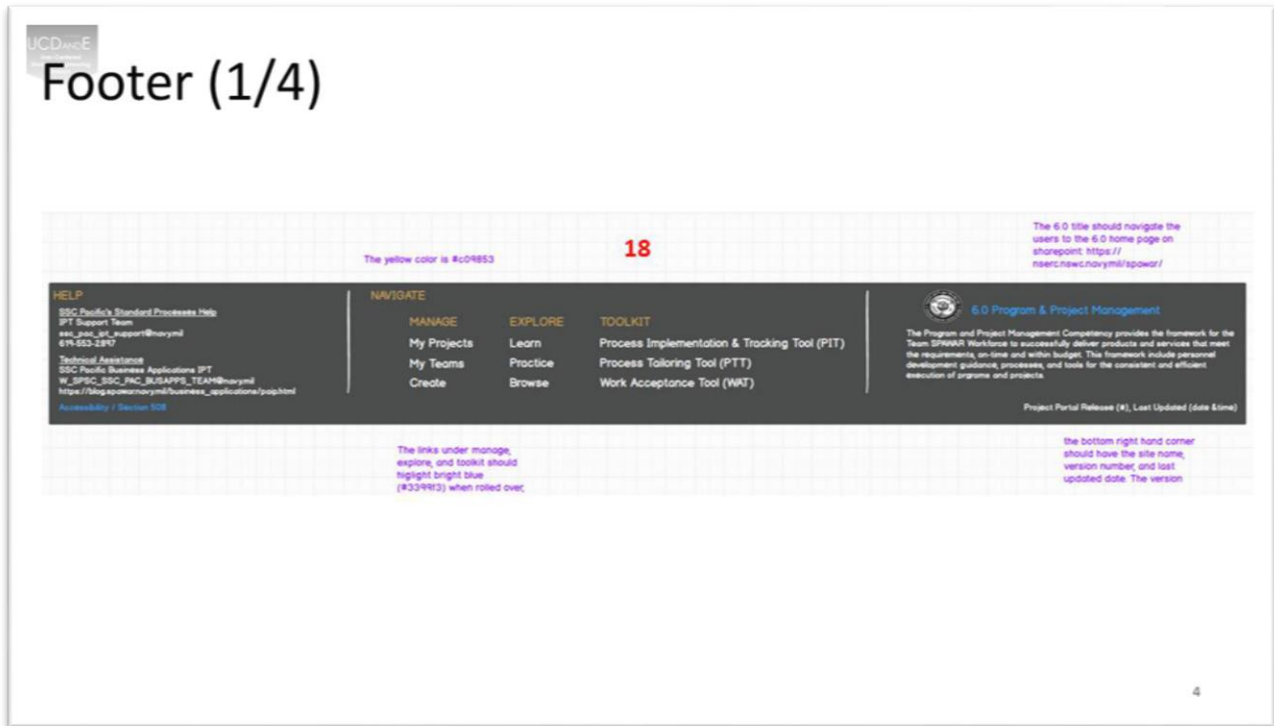 UCDANDE
Footer (1/4)
The yellow color is #c09853
18
The 6.0 title should navigate the
users to the 6.0 home page on
sharepoint: https://
nserc.nswc.navy.mil/spawar/
HELP
SSC Pacific's Standard Processes Help
IPT Support Team
ssc_pac_ipt_support@navy.mil
619-553-2897
Technical Assistance
SSC Pacific Business Applications IPT
W_SPSC_SSC_PAC_BUSAPPS_TEAM@navy.mil
https://blog.spawar.navy.mil/business_applications/paip.html
Accessibility / Section 508
NAVIGATE
MANAGE EXPLORE TOOLKIT
My Projects Learn Process Implementation & Tracking Tool (PIT)
My Teams Practice Process Tailoring Tool (PTT)
Create Browse Work Acceptance Tool (WAT)
6.0 Program & Project Management
The Program and Project Management Competency provides the framework for the
Team SPAWAR Workforce to successfully deliver products and services that meet
the requirements, on-time and within budget. This framework include personnel
development guidance, processes, and tools for the consistent and efficient
execution of prgrams and projects.
Project Portal Release (#), Last Updated (date &time)
The links under manage,
explore, and toolkit should
higlight bright blue
(#3399f3) when rolled over,
the bottom right hand corner
should have the site name,
version number, and last
updated date. The version
4